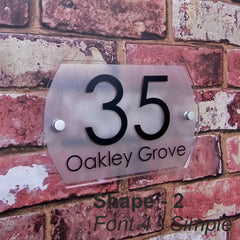 35
Oakley Grove
Shape - 2
Font 4 : Simple